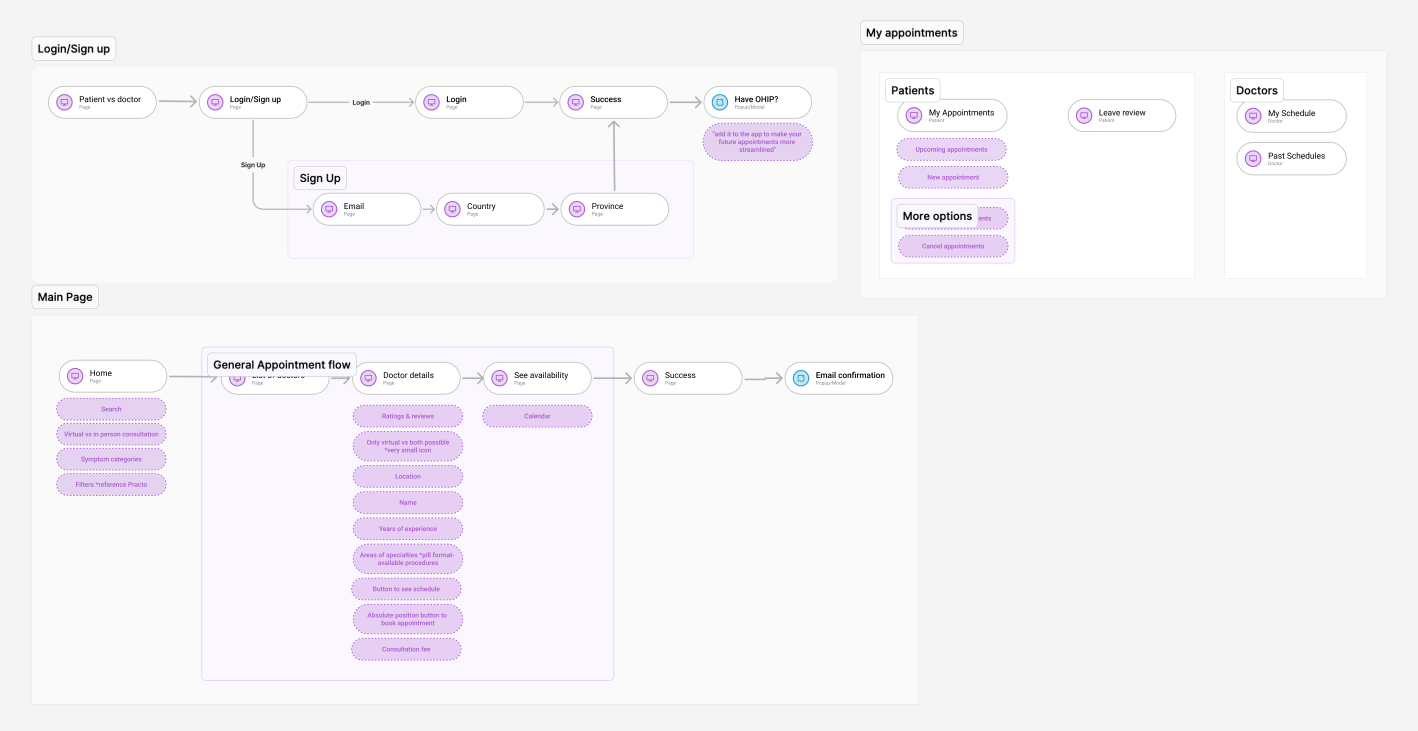 Login/Sign up
Patient vs doctor
Page
Login/Sign up
Page
Login
Login
Page
Success
Page
Have OHIP?
Popup/Modal
"add it to the app to make your
future appointments more
streamlined"
Sign Up
Sign Up
Email
Page
Country
Page
Province
Page
My appointments
Patients
My Appointments
Patient
Upcoming appointments
New appointment
More options
Cancel appointments
Leave review
Patient
Doctors
My Schedule
Doctor
Past Schedules
Doctor
Main Page
Home
Page
Search
Virtual vs in person consultation
Symptom categories
Filters *reference Practo
General Appointment flow
Page
Doctor details
Page
Ratings & reviews
Only virtual vs both possible
*very small icon
Location
Name
Years of experience
Areas of specialties *pill format-
available procedures
Button to see schedule
Absolute position button to
book appointment
Consultation fee
See availability
Page
Calendar
Success
Page
Email confirmation
Popup/Modal